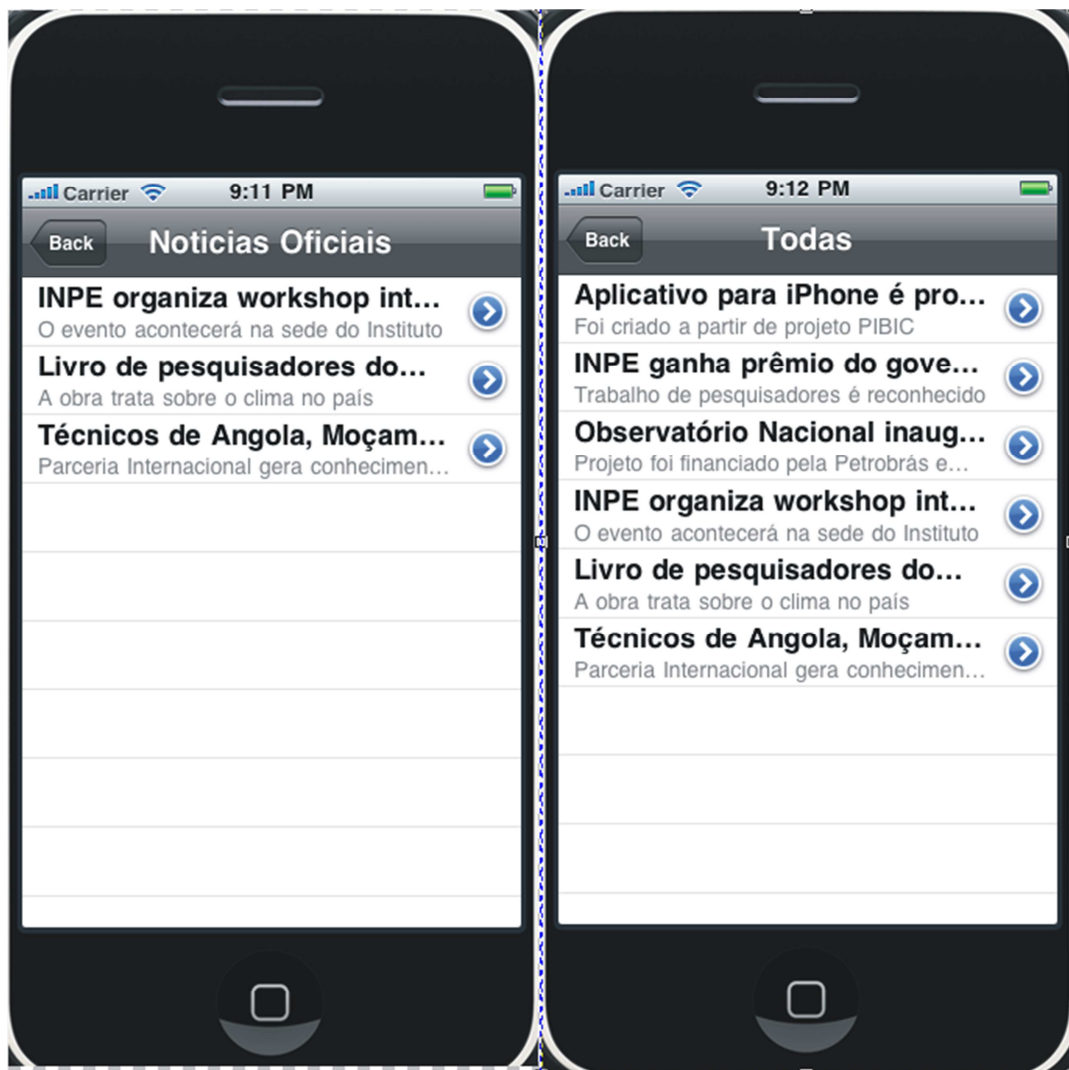 Carrier 9:11 PM
Back Noticias Oficiais
INPE organiza workshop int...
O evento acontecerá na sede do Instituto
Livro de pesquisadores do...
A obra trata sobre o clima no país
Técnicos de Angola, Moçam...
Parceria Internacional gera conhecimen...
Carrier 9:12 PM
Back Todas
Aplicativo para iPhone é pro...
Foi criado a partir de projeto PIBIC
INPE ganha prêmio do gove...
Trabalho de pesquisadores é reconhecido
Observatório Nacional inaug...
Projeto foi financiado pela Petrobrás e...
INPE organiza workshop int...
O evento acontecerá na sede do Instituto
Livro de pesquisadores do...
A obra trata sobre o clima no país
Técnicos de Angola, Moçam...
Parceria Internacional gera conhecimen...